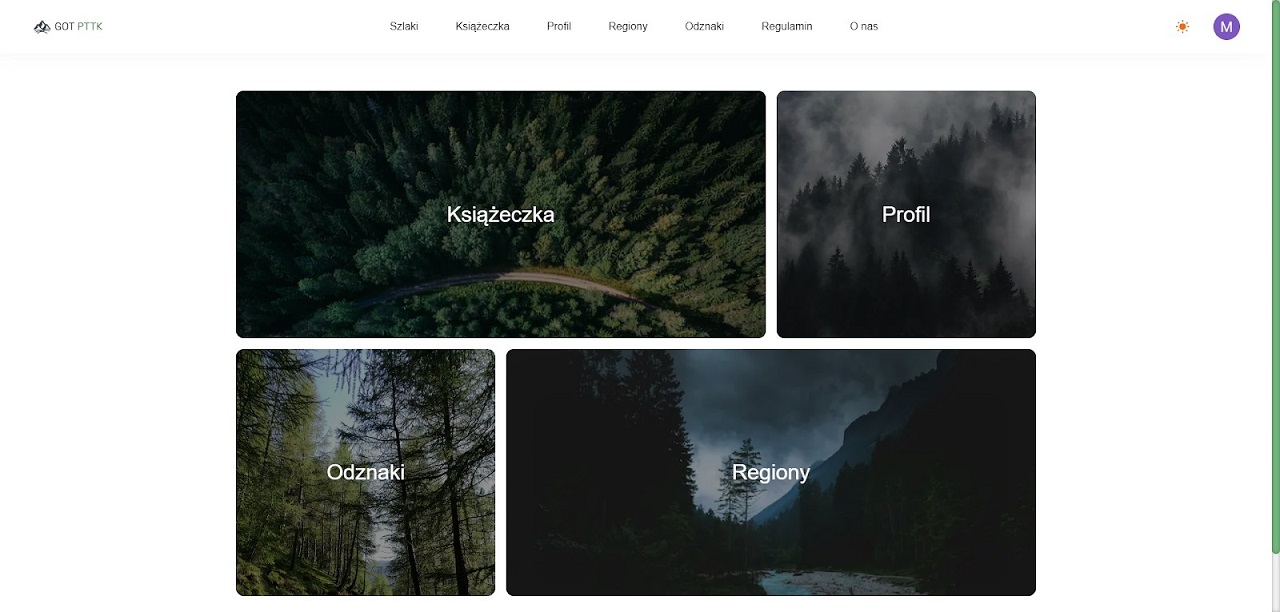 GOT PTTK
Szlaki Książeczka Profil Regiony Odznaki Regulamin O nas
M
Książeczka
Profil
Odznaki
Regiony